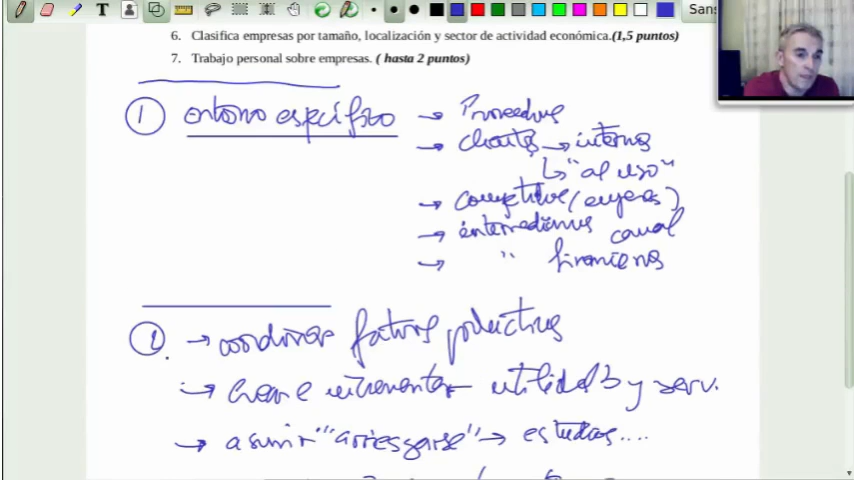 T
Sans
6. Clasifica empresas por tamaño, localización y sector de actividad económica.(1,5 puntos)
7. Trabajo personal sobre empresas. ( hasta 2 puntos)
① entorno específico → Proveedores
→ clientes → internos
↳ "al uso"
→ competidores (empresas)
→ intermediarios canal
→ " financieros
② → coordinar factores productivos
→ crear e incrementar utilidad B y serv.
→ asumir "arriesgarse" → estudios....